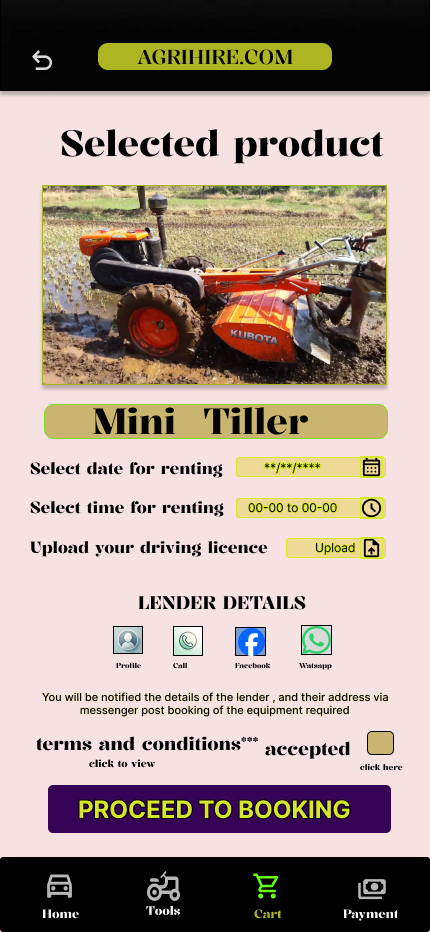 AGRIHIRE.COM
Selected product
KUBOTA
Mini Tiller
Select date for renting **/**/****
Select time for renting 00-00 to 00-00
Upload your driving licence Upload
LENDER DETAILS
Profile Call Facebook Watsapp
You will be notified the details of the lender , and their address via
messenger post booking of the equipment required
terms and conditions*** accepted
click to view click here
PROCEED TO BOOKING
Home Tools Cart Payment